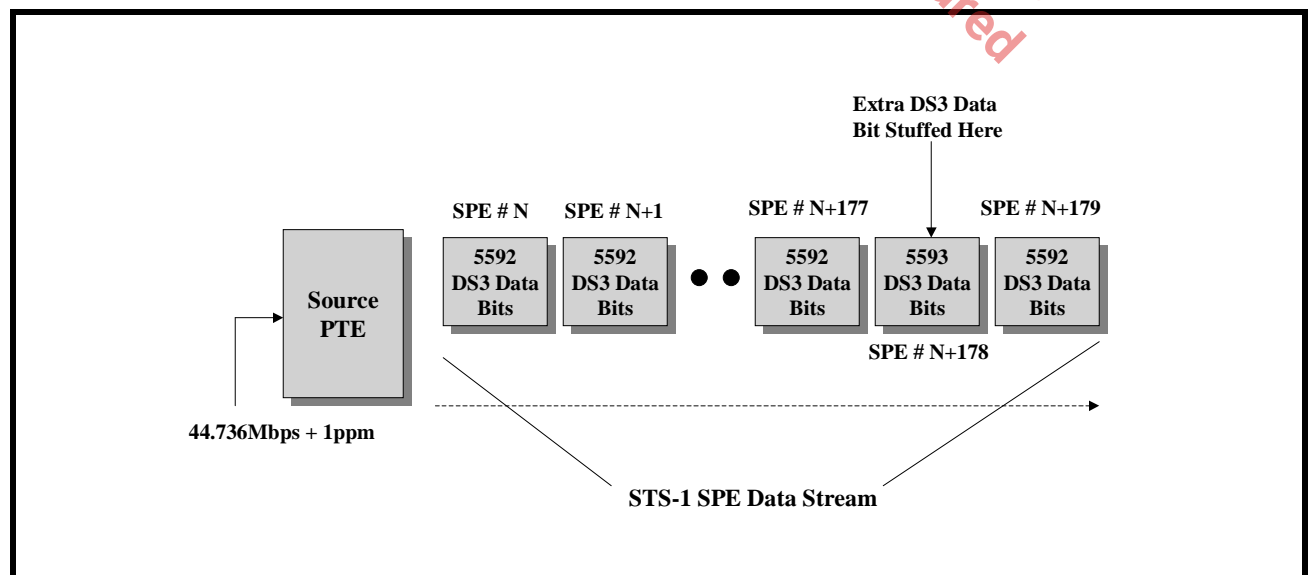 Extra DS3 Data
Bit Stuffed Here
SPE # N
SPE # N+1
SPE # N+177
SPE # N+179
5592
DS3 Data
Bits
5592
DS3 Data
Bits
5592
DS3 Data
Bits
5593
DS3 Data
Bits
5592
DS3 Data
Bits
Source
PTE
SPE # N+178
44.736Mbps + 1ppm
STS-1 SPE Data Stream